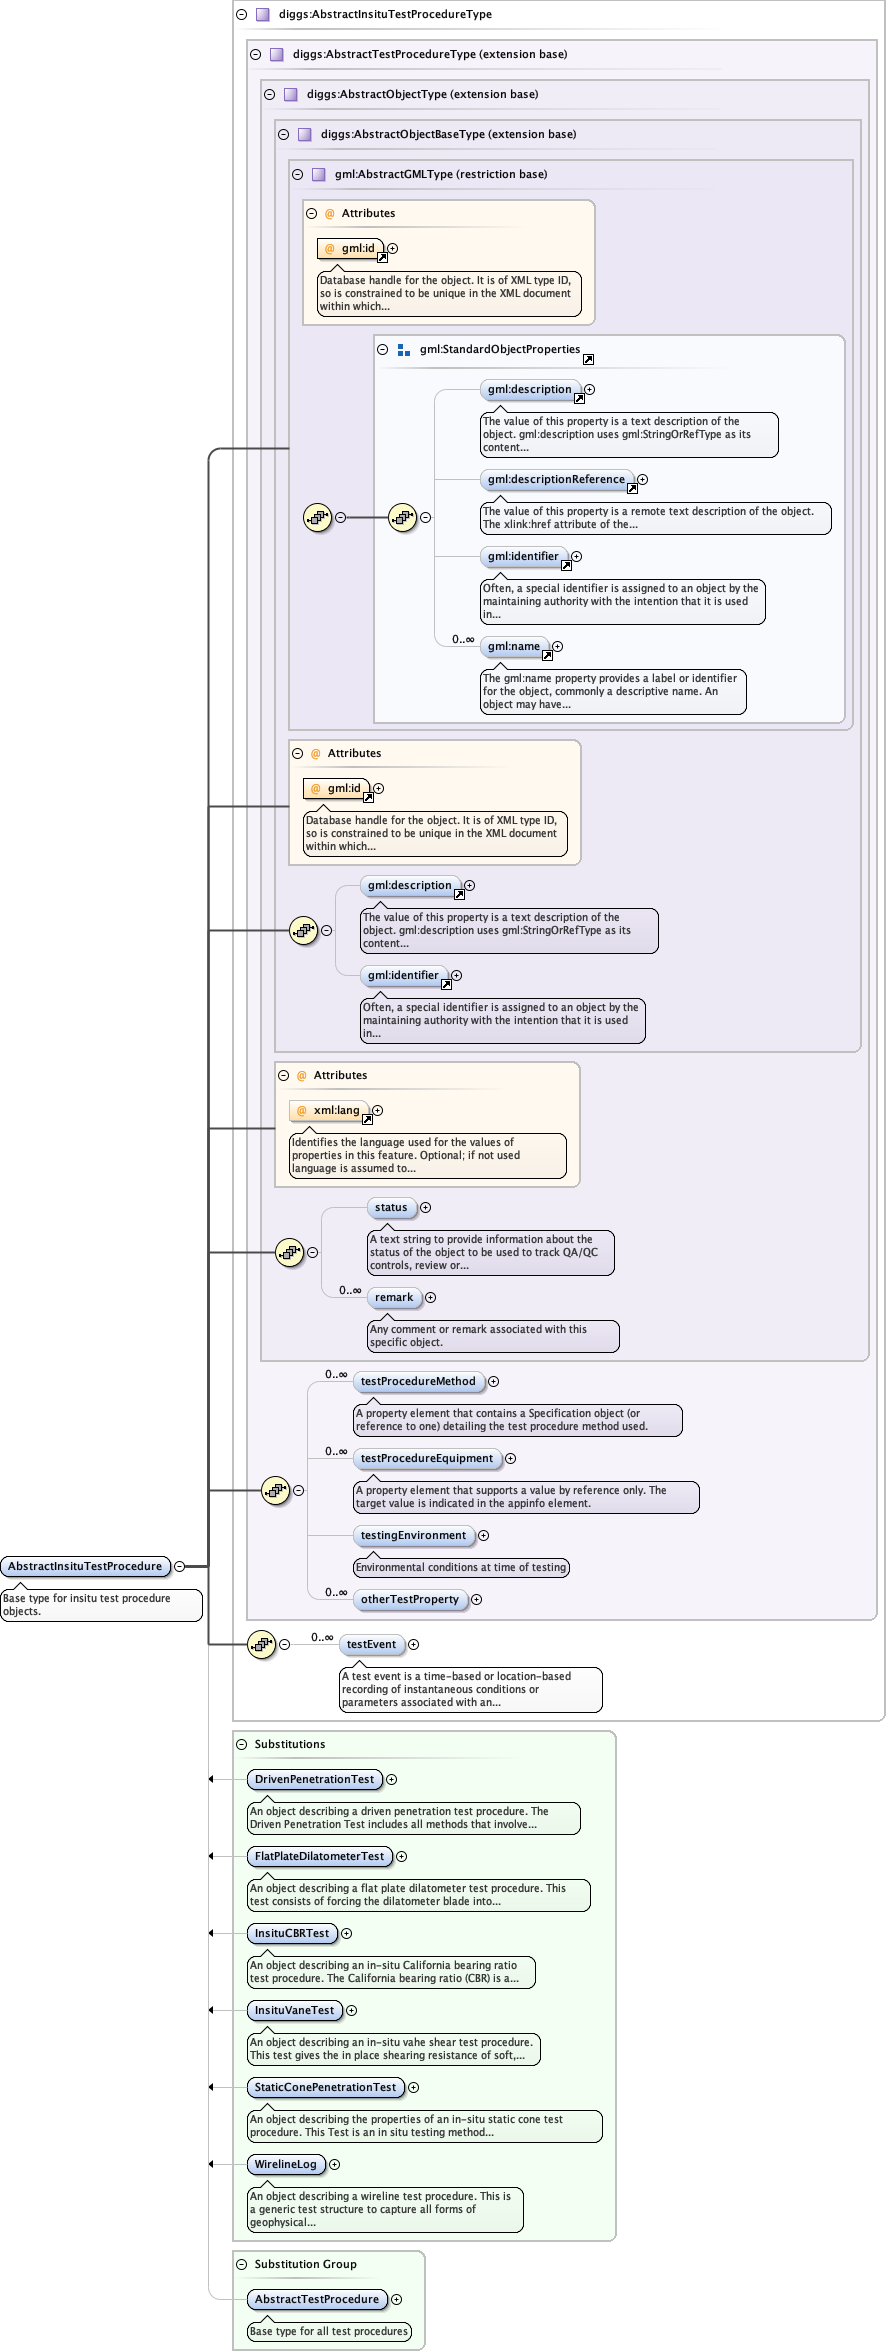 diggs:AbstractInsituTestProcedureType
diggs:AbstractTestProcedureType (extension base)
diggs:AbstractObjectType (extension base)
diggs:AbstractObjectBaseType (extension base)
gml:AbstractGMLType (restriction base)
@ Attributes
@ gml:id
Database handle for the object. It is of XML type ID,
so is constrained to be unique in the XML document
within which...
gml:StandardObjectProperties
gml:description
The value of this property is a text description of the
object. gml:description uses gml:StringOrRefType as its
content...
gml:descriptionReference
The value of this property is a remote text description of the object.
The xlink:href attribute of the...
gml:identifier
Often, a special identifier is assigned to an object by the
maintaining authority with the intention that it is used
in...
0..∞
gml:name
The gml:name property provides a label or identifier
for the object, commonly a descriptive name. An
object may have...
@ Attributes
@ gml:id
Database handle for the object. It is of XML type ID,
so is constrained to be unique in the XML document
within which...
gml:description
The value of this property is a text description of the
object. gml:description uses gml:StringOrRefType as its
content...
gml:identifier
Often, a special identifier is assigned to an object by the
maintaining authority with the intention that it is used
in...
@ Attributes
@ xml:lang
Identifies the language used for the values of
properties in this feature. Optional; if not used
language is assumed to...
status
A text string to provide information about the
status of the object to be used to track QA/QC
controls, review or...
0..∞
remark
Any comment or remark associated with this
specific object.
0..∞
testProcedureMethod
A property element that contains a Specification object (or
reference to one) detailing the test procedure method used.
0..∞
testProcedureEquipment
A property element that supports a value by reference only. The
target value is indicated in the appinfo element.
testingEnvironment
Environmental conditions at time of testing
0..∞
otherTestProperty
AbstractInsituTestProcedure
Base type for insitu test procedure
objects.
0..∞
testEvent
A test event is a time-based or location-based
recording of instantaneous conditions or
parameters associated with an...
Substitutions
DrivenPenetrationTest
An object describing a driven penetration test procedure. The
Driven Penetration Test includes all methods that involve...
FlatPlateDilatometerTest
An object describing a flat plate dilatometer test procedure. This
test consists of forcing the dilatometer blade into...
InsituCBRTest
An object describing an in-situ California bearing ratio
test procedure. The California bearing ratio (CBR) is a...
InsituVaneTest
An object describing an in-situ vahe shear test procedure.
This test gives the in place shearing resistance of soft,...
StaticConePenetrationTest
An object describing the properties of an in-situ static cone test
procedure. This Test is an in situ testing method...
WirelineLog
An object describing a wireline test procedure. This is
a generic test structure to capture all forms of
geophysical...
Substitution Group
AbstractTestProcedure
Base type for all test procedures